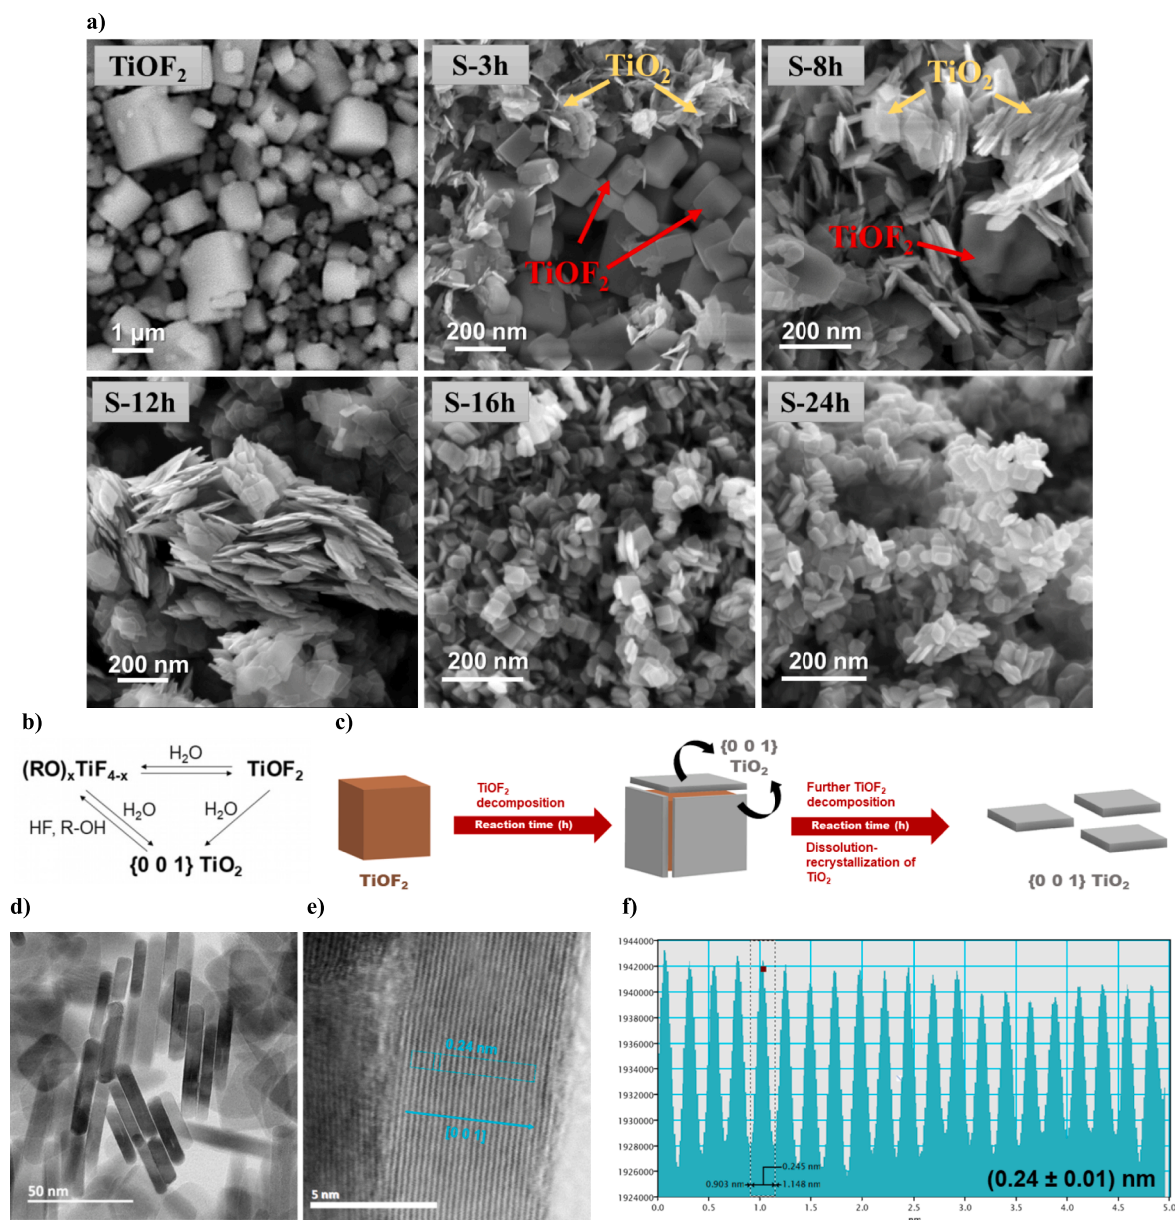 a)
TiOF2
S-3h
TiO2
TiOF2
200 nm
S-8h
TiO2
TiOF2
200 nm
1 µm
S-12h
200 nm
S-16h
200 nm
S-24h
200 nm
b)
(RO)xTiF4-x
H2O
TiOF2
H2O
H2O
HF, R-OH
{0 0 1} TiO2
c)
TiOF2
TiOF2
decomposition
Reaction time (h)
{0 0 1}
TiO2
Further TiOF2
decomposition
Reaction time (h)
Dissolution-
recrystallization of
TiO2
{0 0 1} TiO2
d)
50 nm
e)
0.24 nm
[0 0 1]
5 nm
f)
1944000
1942000
1940000
1936000
1934000
1932000
1930000
1928000
1926000
1924000
0.245 nm
0.903 nm
1.148 nm
(0.24 ± 0.01) nm
0.0 0.5 1.0 1.5 2.0 2.5 3.0 3.5 4.0 4.5 5.0
nm